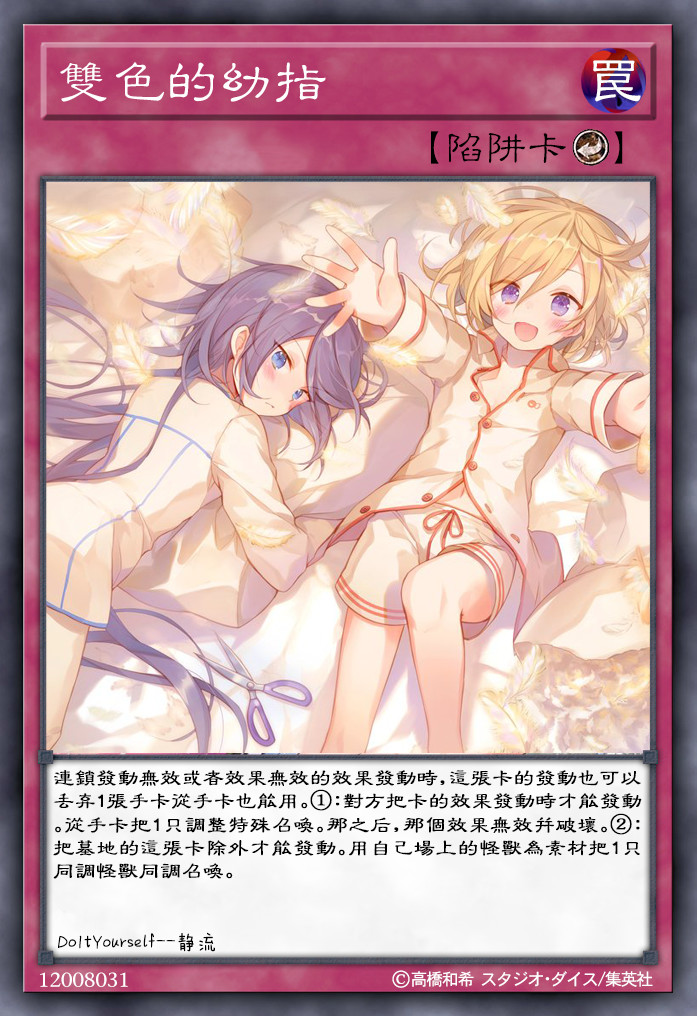 雙色的幼指
罠
【陷阱卡】
連鎖發動無效或者效果無效的效果發動時,這張卡的發動也可以
丟弃1張手卡從手卡也能用。①:對方把卡的效果發動時才能發動
。從手卡把1只調整特殊召喚。那之后,那個效果無效并破壞。②:
把墓地的這張卡除外才能發動。用自己場上的怪獸為素材把1只
同調怪獸同調召喚。
DoItYourself--静流
12008031 ©高橋和希 スタジオ・ダイス/集英社